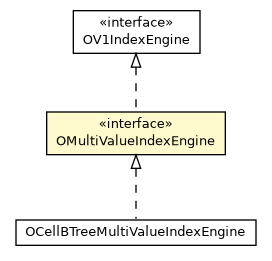 «interface»
OV1IndexEngine
«interface»
OMultiValueIndexEngine
OCellBTreeMultiValueIndexEngine